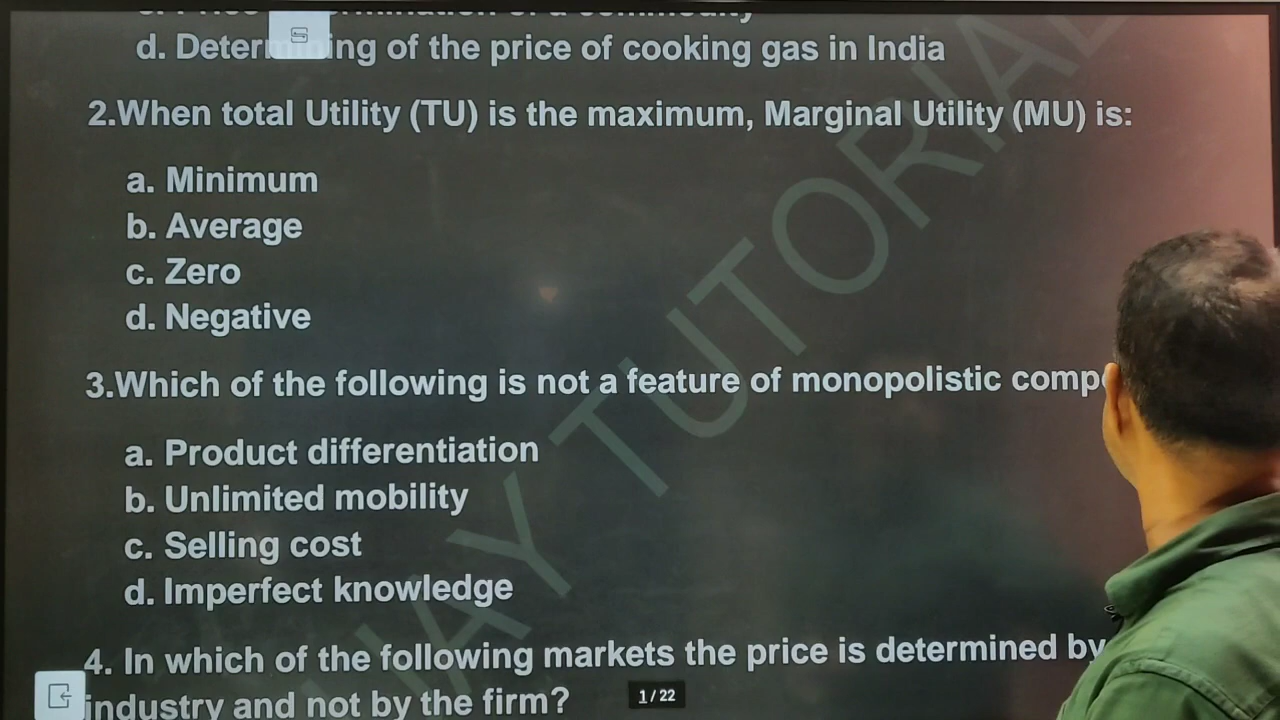 d. Determining of the price of cooking gas in India
2.When total Utility (TU) is the maximum, Marginal Utility (MU) is:
a. Minimum
b. Average
c. Zero
d. Negative
3.Which of the following is not a feature of monopolistic
a. Product differentiation
b. Unlimited mobility
c. Selling cost
d. Imperfect knowledge
4. In which of the following markets the price is determined by
industry and not by the firm?
1 / 22
TUTORIAL